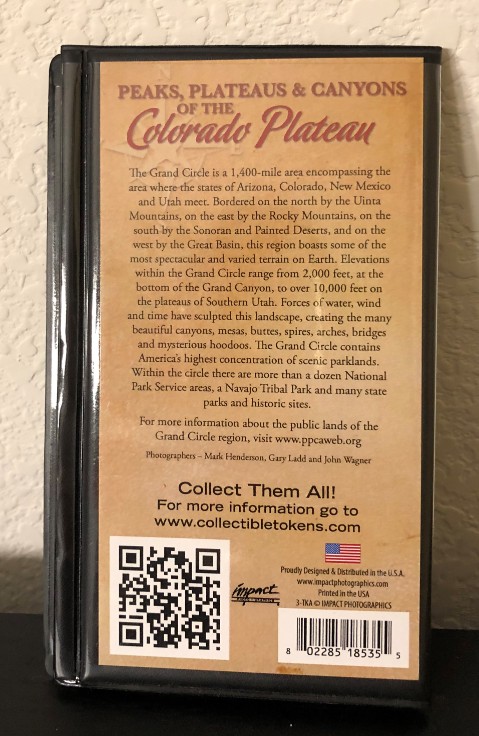 PEAKS, PLATEAUS & CANYONS
OF THE
Colorado Plateau
The Grand Circle is a 1,400-mile area encompassing the
area where the states of Arizona, Colorado, New Mexico
and Utah meet. Bordered on the north by the Uinta
Mountains, on the east by the Rocky Mountains, on the
south by the Sonoran and Painted Deserts, and on the
west by the Great Basin, this region boasts some of the
most spectacular and varied terrain on Earth. Elevations
within the Grand Circle range from 2,000 feet, at the
bottom of the Grand Canyon, to over 10,000 feet on
the plateaus of Southern Utah. Forces of water, wind
and time have sculpted this landscape, creating the many
beautiful canyons, mesas, buttes, spires, arches, bridges
and mysterious hoodoos. The Grand Circle contains
America's highest concentration of scenic parklands.
Within the circle there are more than a dozen National
Park Service areas, a Navajo Tribal Park and many state
parks and historic sites.
For more information about the public lands of the
Grand Circle region, visit www.ppcaweb.org
Photographers – Mark Henderson, Gary Ladd and John Wagner
Collect Them All!
For more information go to
www.collectibletokens.com
impact
Proudly Designed & Distributed in the U.S.A.
www.impactphotographics.com
Printed in the USA
3-TKA © IMPACT PHOTOGRAPHICS
8 02285 18535 5